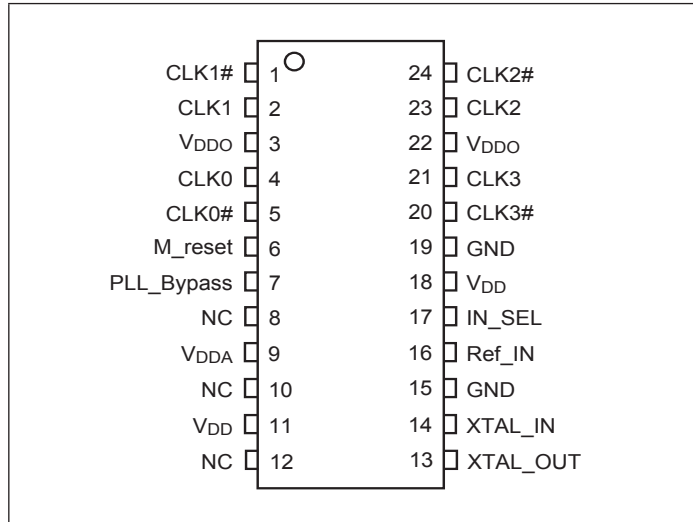 CLK1# 1 24 CLK2#
CLK1 2 23 CLK2
VDDO 3 22 VDDO
CLK0 4 21 CLK3
CLK0# 5 20 CLK3#
M_reset 6 19 GND
PLL_Bypass 7 18 VDD
NC 8 17 IN_SEL
VDDA 9 16 Ref_IN
NC 10 15 GND
VDD 11 14 XTAL_IN
NC 12 13 XTAL_OUT